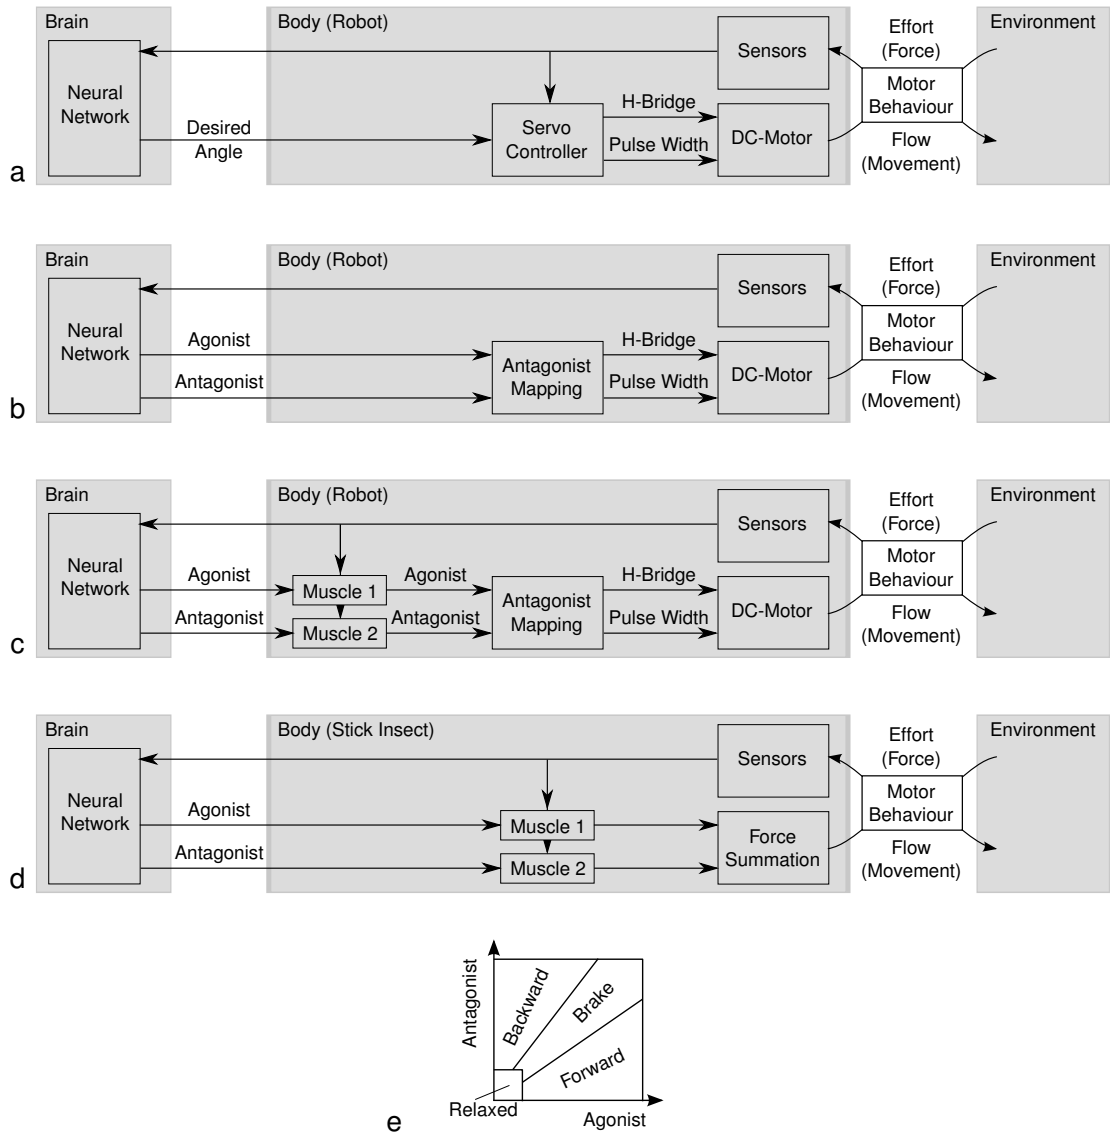 Brain
Body (Robot)
Environment
Neural
Network
Desired
Angle
Servo
Controller
H-Bridge
Pulse Width
Sensors
DC-Motor
Effort
(Force)
Motor
Behaviour
Flow
(Movement)
a
Brain
Body (Robot)
Environment
Neural
Network
Agonist
Antagonist
Antagonist
Mapping
H-Bridge
Pulse Width
Sensors
DC-Motor
Effort
(Force)
Motor
Behaviour
Flow
(Movement)
b
Brain
Body (Robot)
Environment
Neural
Network
Agonist
Antagonist
Muscle 1
Muscle 2
Agonist
Antagonist
Antagonist
Mapping
H-Bridge
Pulse Width
Sensors
DC-Motor
Effort
(Force)
Motor
Behaviour
Flow
(Movement)
c
Brain
Body (Stick Insect)
Environment
Neural
Network
Agonist
Antagonist
Muscle 1
Muscle 2
Sensors
Force
Summation
Effort
(Force)
Motor
Behaviour
Flow
(Movement)
d
Antagonist
Backward
Brake
Forward
Relaxed
Agonist
e